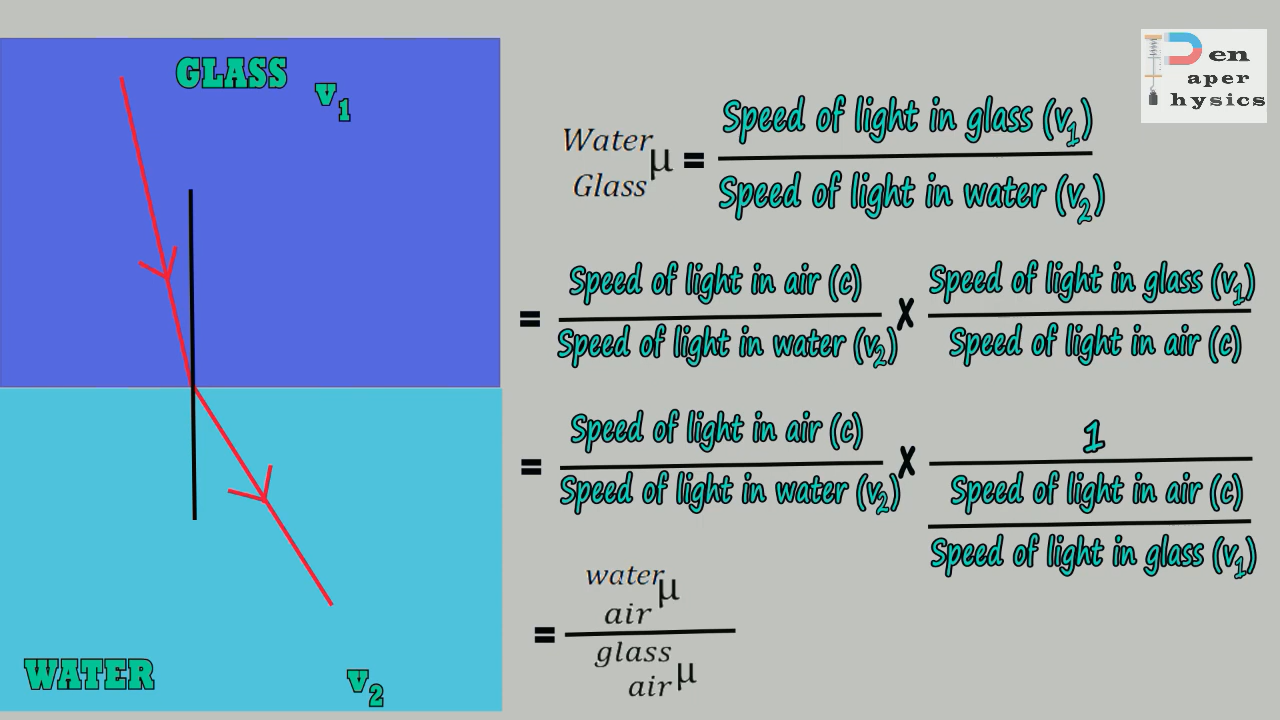 GLASS
v1
WATER
v2
Pen
aper
hysics
Water
Glass μ = Speed of light in glass (v1)
Speed of light in water (v2)
= Speed of light in air (c) × Speed of light in glass (v1)
Speed of light in water (v2) Speed of light in air (c)
= Speed of light in air (c) × 1
Speed of light in water (v2) Speed of light in air (c)
Speed of light in glass (v1)
= water μ
air
glass μ
air